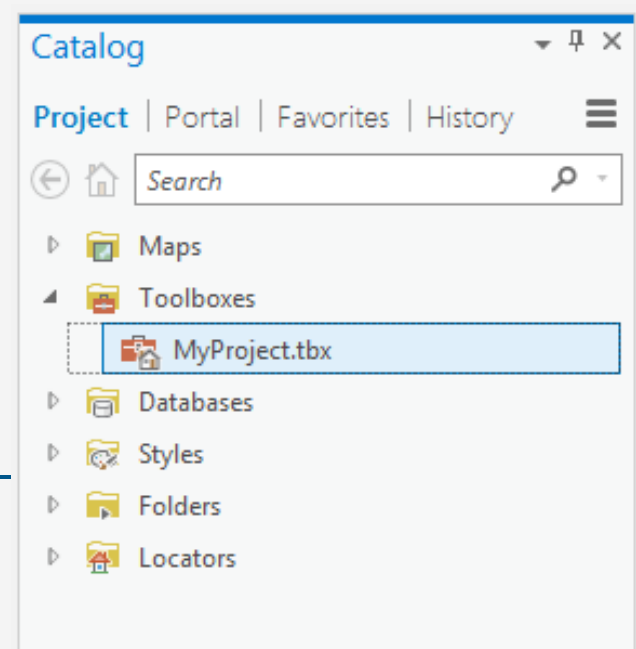 Catalog
Project | Portal | Favorites | History
Search
Maps
Toolboxes
MyProject.tbx
Databases
Styles
Folders
Locators